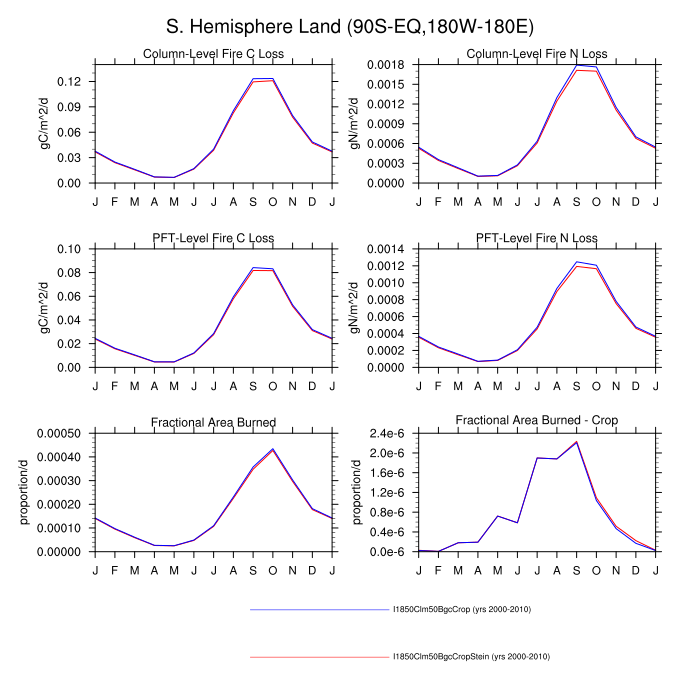 S. Hemisphere Land (90S-EQ,180W-180E)
Column-Level Fire C Loss
gC/m^2/d
0.12
0.09
0.06
0.03
0.00
J F M A M J J A S O N D J
Column-Level Fire N Loss
gN/m^2/d
0.0018
0.0015
0.0012
0.0009
0.0006
0.0003
0.0000
J F M A M J J A S O N D J
PFT-Level Fire C Loss
gC/m^2/d
0.10
0.08
0.06
0.04
0.02
0.00
J F M A M J J A S O N D J
PFT-Level Fire N Loss
gN/m^2/d
0.0014
0.0012
0.0010
0.0008
0.0006
0.0004
0.0002
0.0000
J F M A M J J A S O N D J
Fractional Area Burned
proportion/d
0.00050
0.00040
0.00030
0.00020
0.00010
0.00000
J F M A M J J A S O N D J
Fractional Area Burned - Crop
proportion/d
2.4e-6
2.0e-6
1.6e-6
1.2e-6
0.8e-6
0.4e-6
0.0e-6
J F M A M J J A S O N D J
I1850Clm50BgcCrop (yrs 2000-2010)
I1850Clm50BgcCropStein (yrs 2000-2010)